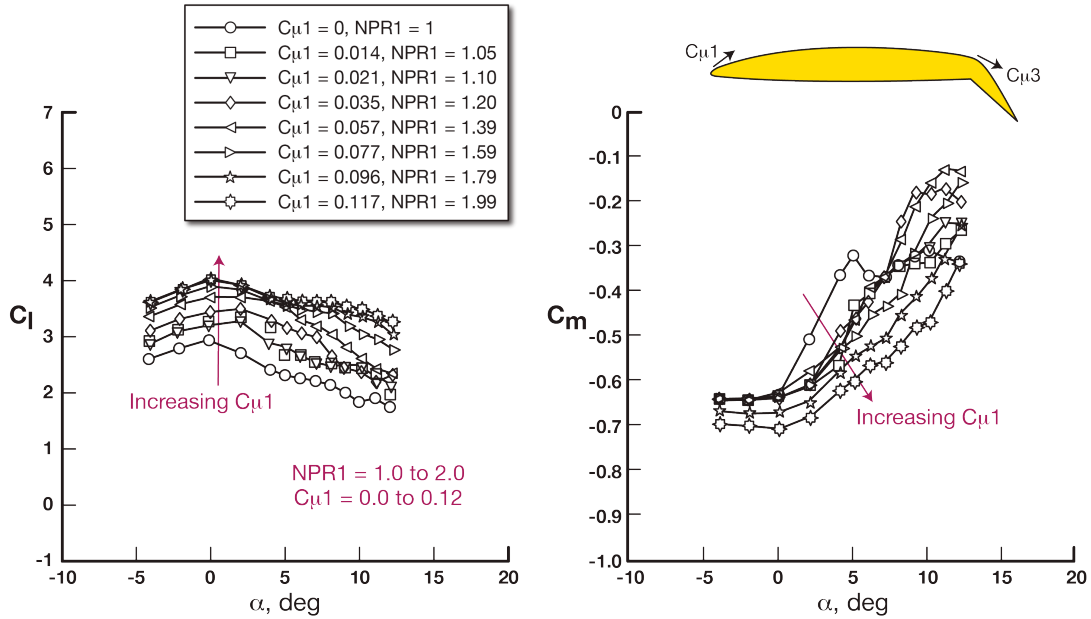 Cμ1 = 0, NPR1 = 1
Cμ1 = 0.014, NPR1 = 1.05
Cμ1 = 0.021, NPR1 = 1.10
Cμ1 = 0.035, NPR1 = 1.20
Cμ1 = 0.057, NPR1 = 1.39
Cμ1 = 0.077, NPR1 = 1.59
Cμ1 = 0.096, NPR1 = 1.79
Cμ1 = 0.117, NPR1 = 1.99
7
6
5
4
3
2
1
0
-1
Cl
Increasing Cμ1
NPR1 = 1.0 to 2.0
Cμ1 = 0.0 to 0.12
-10 -5 0 5 10 15 20
α, deg
Cμ1
Cμ3
0
-0.1
-0.2
-0.3
-0.4
-0.5
-0.6
-0.7
-0.8
-0.9
-1.0
Cm
Increasing Cμ1
-10 -5 0 5 10 15 20
α, deg